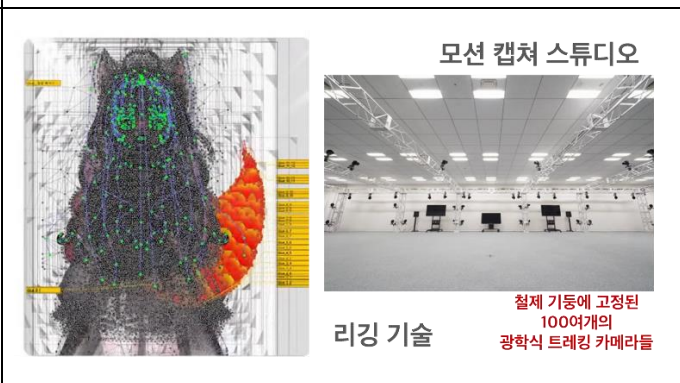 모션 캡쳐 스튜디오
리깅 기술
철제 기둥에 고정된
100여개의
광학식 트레킹 카메라들